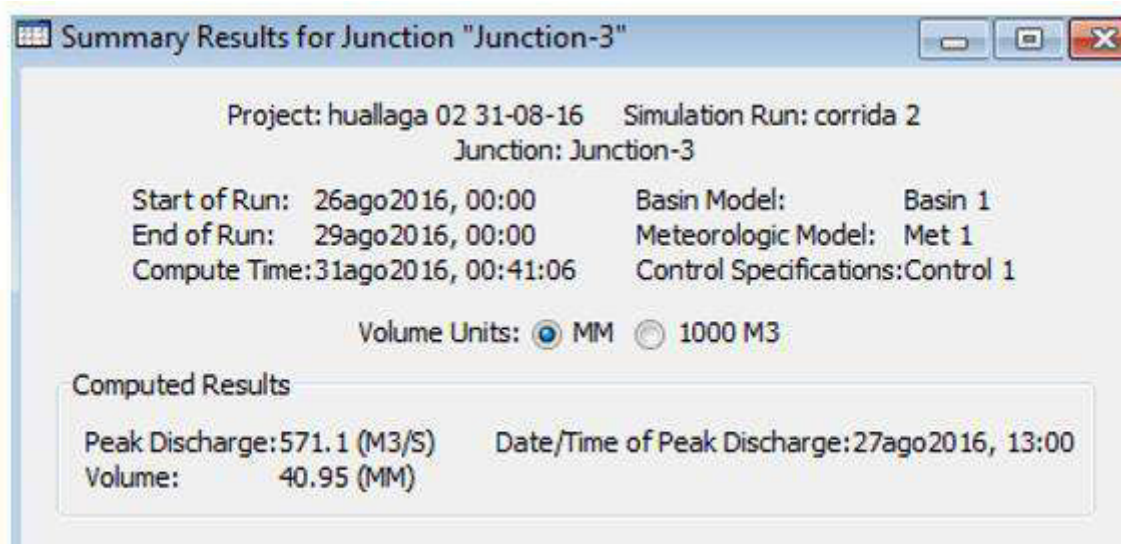 Summary Results for Junction "Junction-3"
Project: huallaga 02 31-08-16 Simulation Run: corrida 2
Junction: Junction-3
Start of Run: 26ago2016, 00:00 Basin Model: Basin 1
End of Run: 29ago2016, 00:00 Meteorologic Model: Met 1
Compute Time:31ago2016, 00:41:06 Control Specifications:Control 1
Volume Units: MM 1000 M3
Computed Results
Peak Discharge:571.1 (M3/S) Date/Time of Peak Discharge:27ago2016, 13:00
Volume: 40.95 (MM)